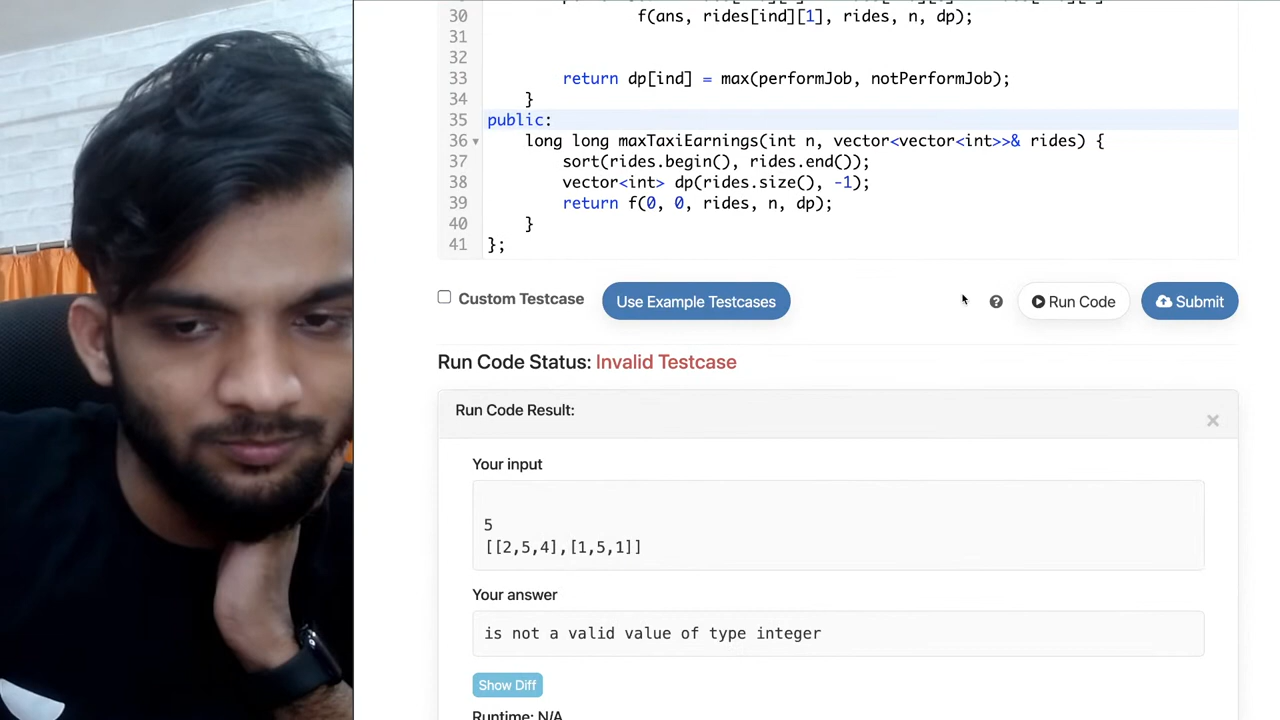 30 f(ans, rides[ind][1], rides, n, dp);
31
32
33 return dp[ind] = max(performJob, notPerformJob);
34 }
35 public:
36 long long maxTaxiEarnings(int n, vector<vector<int>>& rides) {
37 sort(rides.begin(), rides.end());
38 vector<int> dp(rides.size(), -1);
39 return f(0, 0, rides, n, dp);
40 }
41 };
Custom Testcase
Use Example Testcases
Run Code
Submit
Run Code Status: Invalid Testcase
Run Code Result:
Your input
5
[[2,5,4],[1,5,1]]
Your answer
is not a valid value of type integer
Show Diff
Runtime: N/A